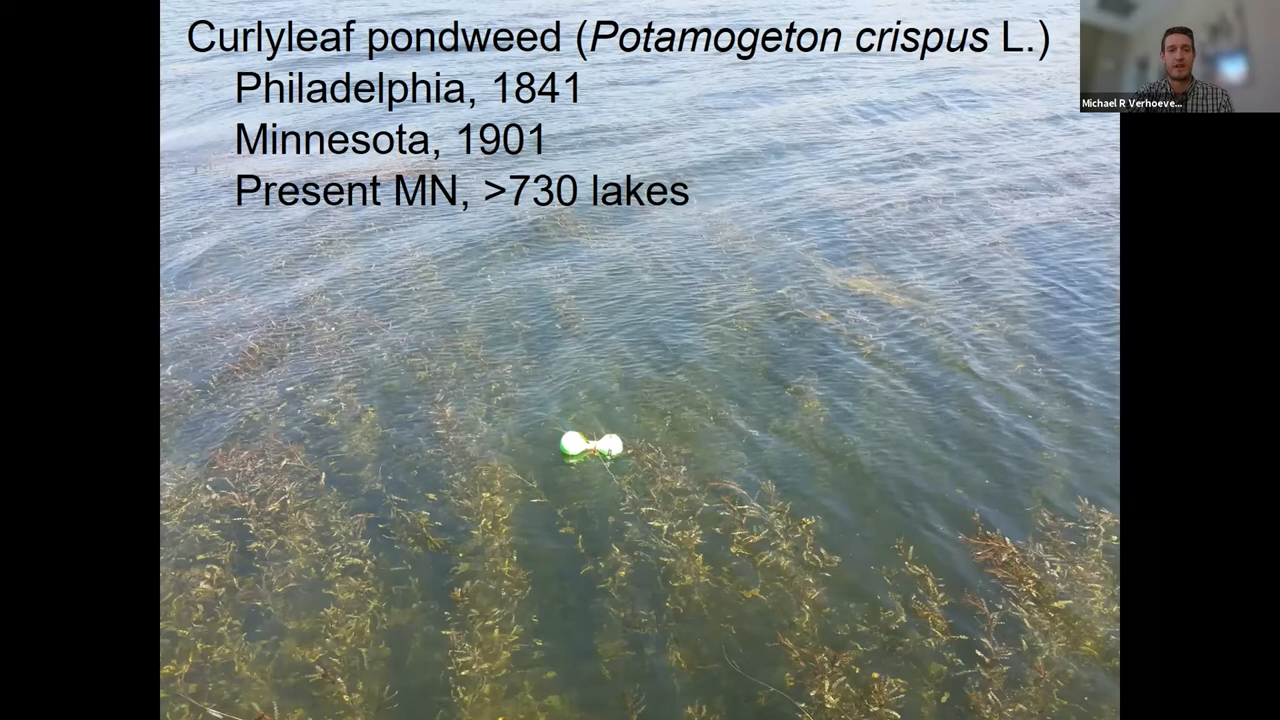 Curlyleaf pondweed (Potamogeton crispus L.)
Philadelphia, 1841
Minnesota, 1901
Present MN, >730 lakes
Michael R Verhoeve...